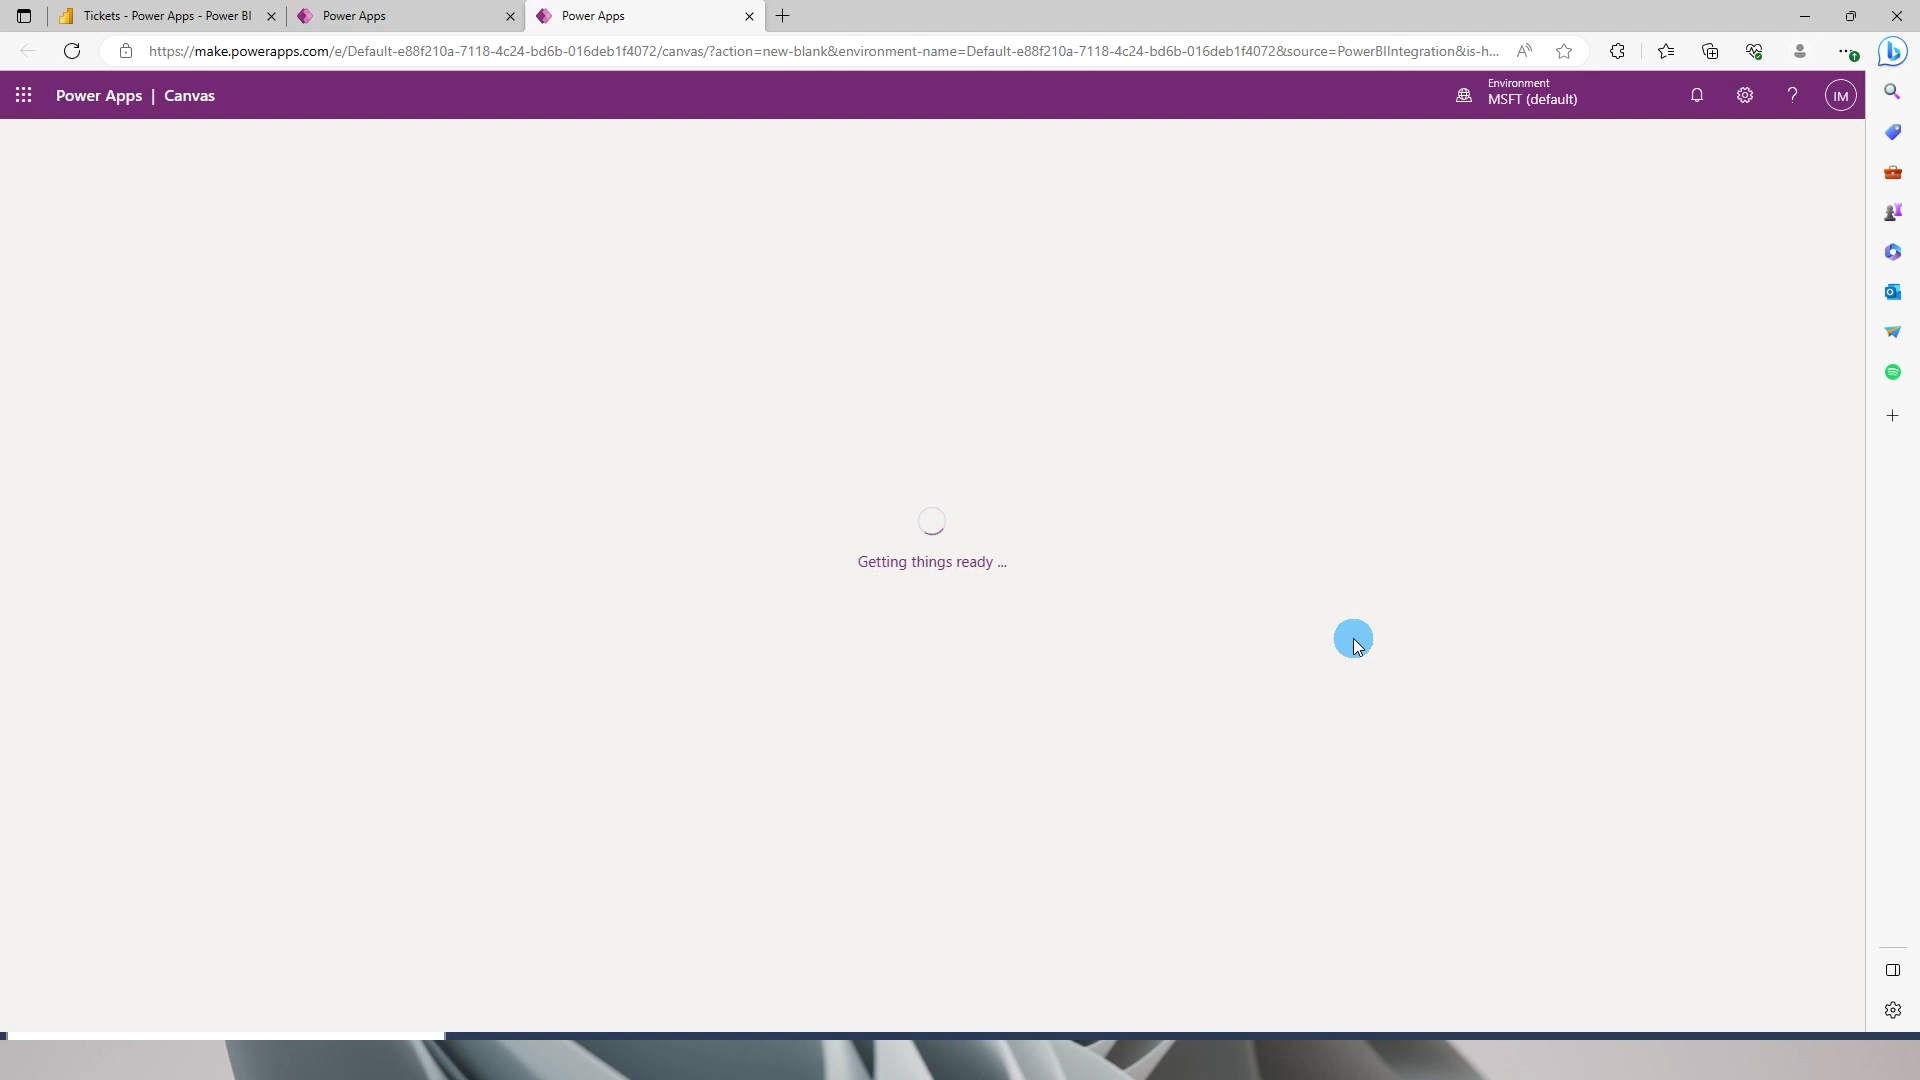 Tickets - Power Apps - Power BI
Power Apps
Power Apps
https://make.powerapps.com/e/Default-e88f210a-7118-4c24-bd6b-016deb1f4072/canvas/?action=new-blank&environment-name=Default-e88f210a-7118-4c24-bd6b-016deb1f4072&source=PowerBIIntegration&is-h...
Power Apps | Canvas
Environment
MSFT (default)
IM
Getting things ready ...